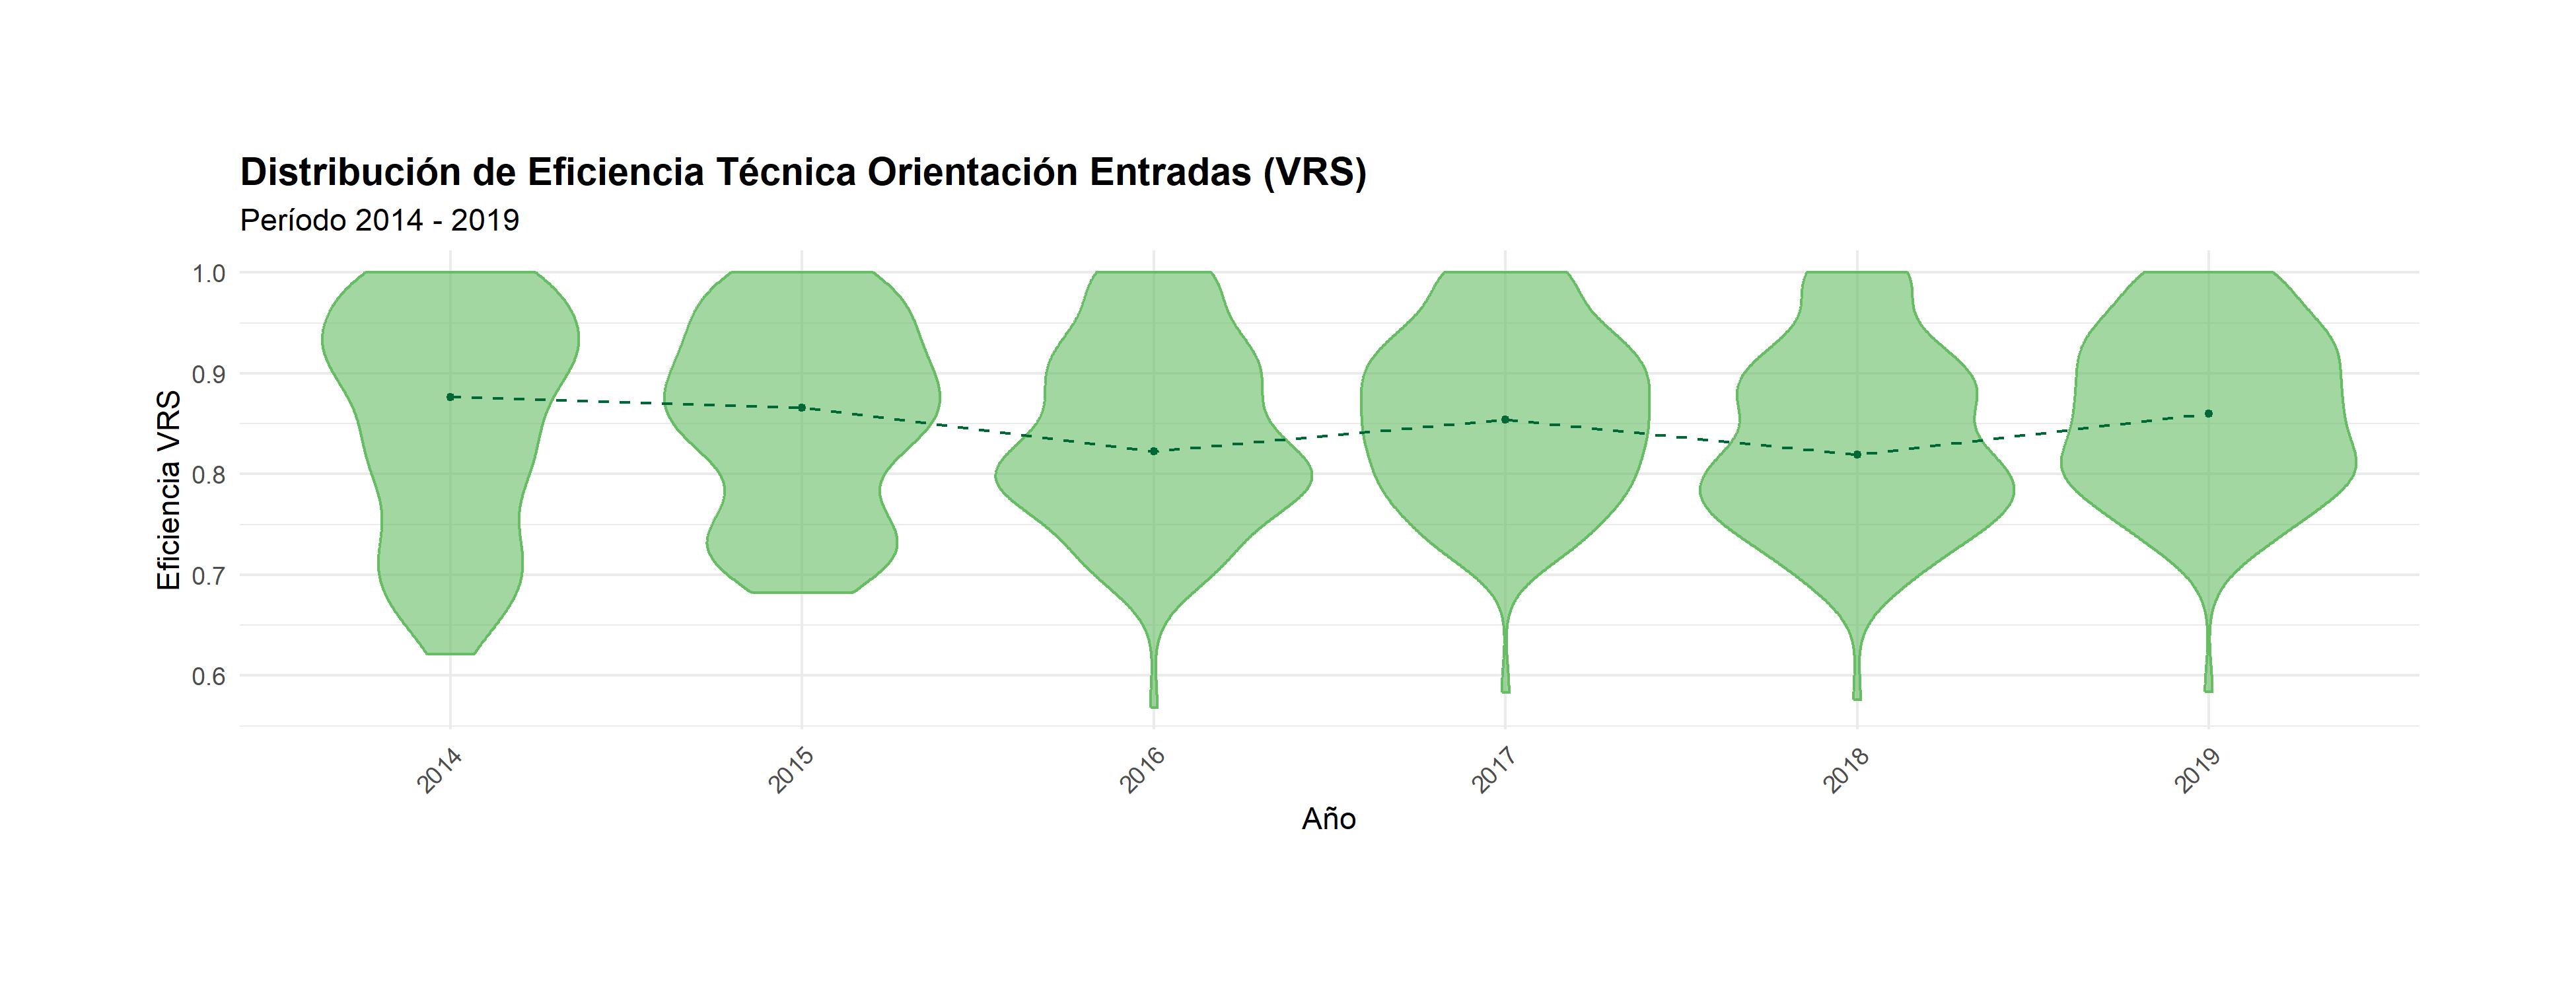 Distribución de Eficiencia Técnica Orientación Entradas (VRS)
Período 2014 - 2019
Eficiencia VRS
1.0
0.9
0.8
0.7
0.6
2014
2015
2016
2017
2018
2019
Año